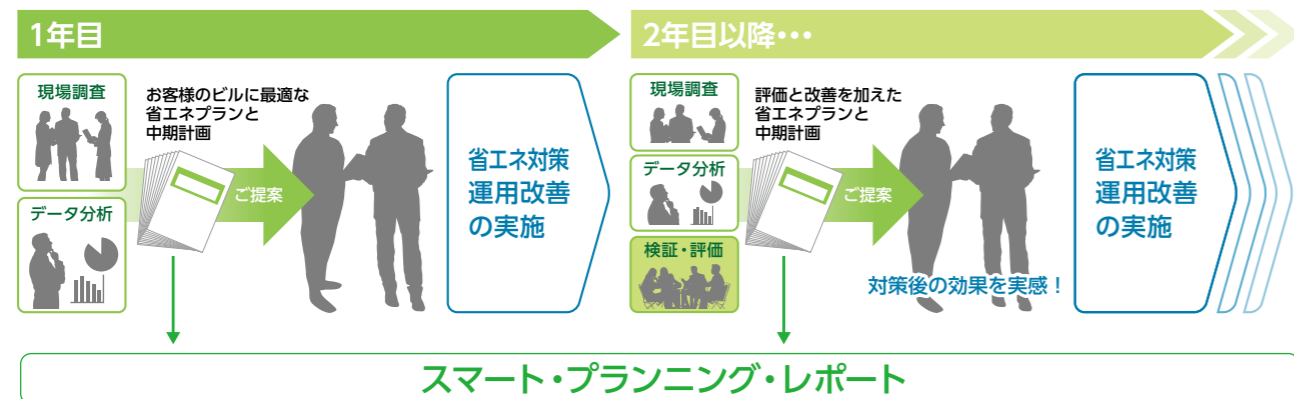 1年目
現場調査
データ分析
お客様のビルに最適な
省エネプランと
中期計画
ご提案
省エネ対策
運用改善
の実施
2年目以降・・・
現場調査
データ分析
検証・評価
評価と改善を加えた
省エネプランと
中期計画
ご提案
対策後の効果を実感！
省エネ対策
運用改善
の実施
スマート・プランニング・レポート